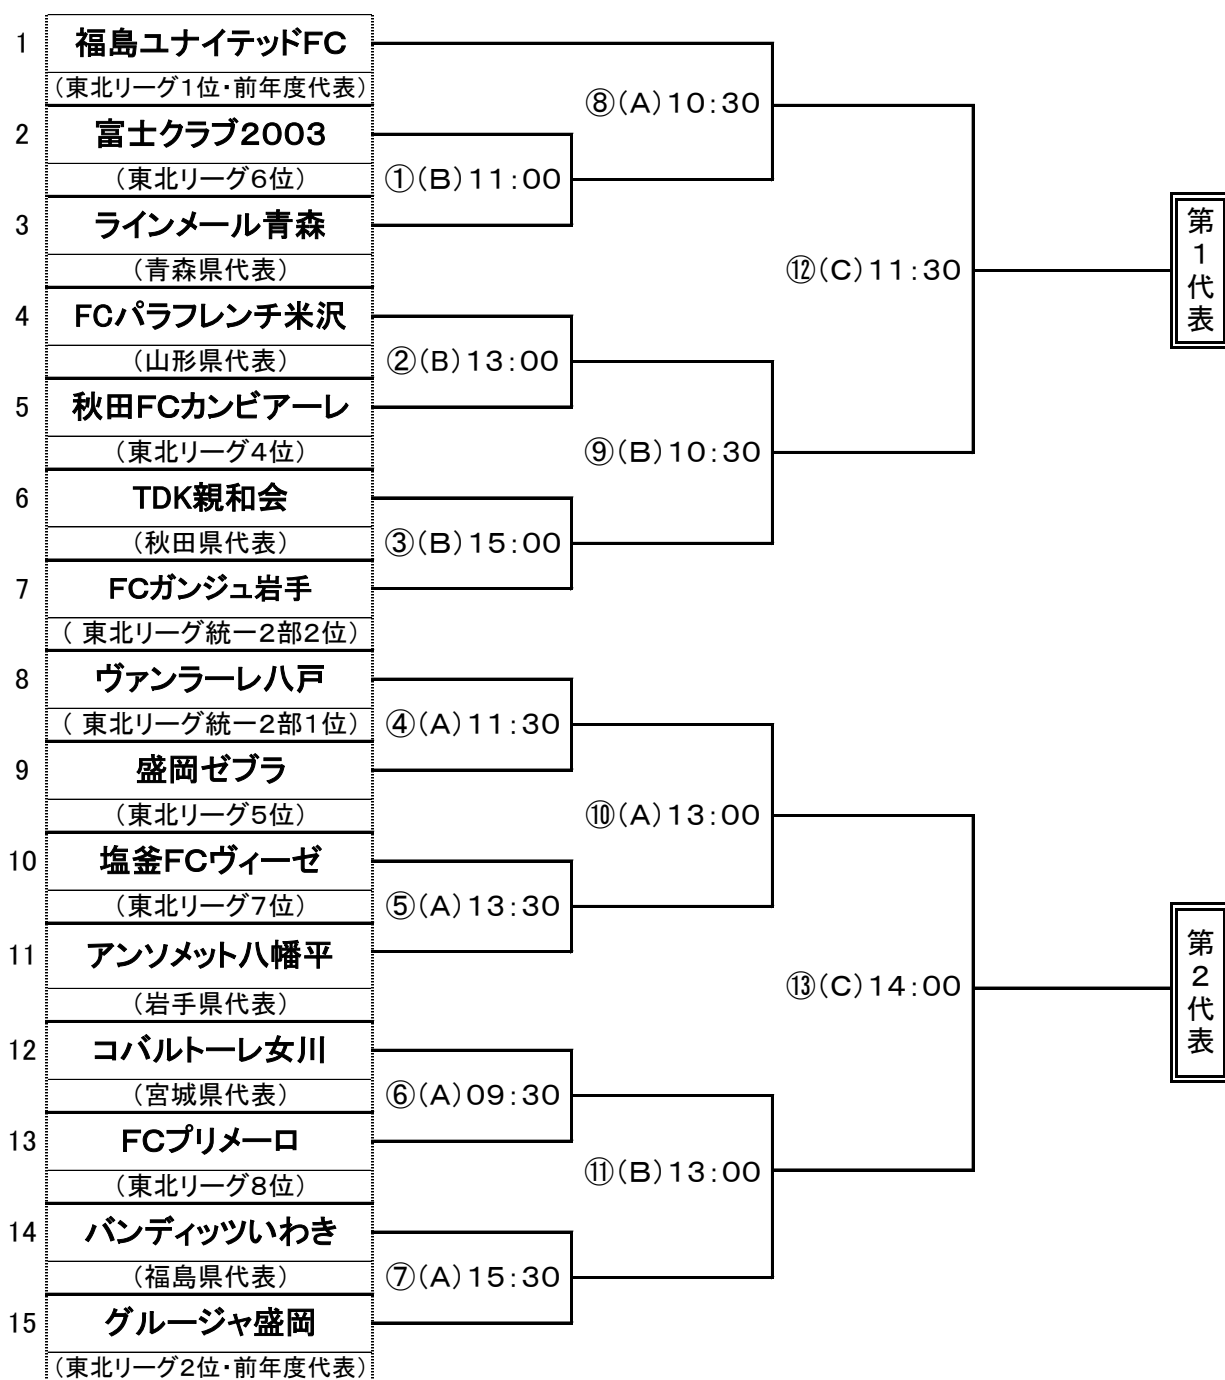 1 福島ユナイテッドFC
(東北リーグ1位・前年度代表)
⑧(A)10:30
2 富士クラブ2003
(東北リーグ6位)
①(B)11:00
3 ラインメール青森
(青森県代表)
⑫(C)11:30
第1代表
4 FCパラフレンチ米沢
(山形県代表)
②(B)13:00
5 秋田FCカンビアーレ
(東北リーグ4位)
⑨(B)10:30
6 TDK親和会
(秋田県代表)
③(B)15:00
7 FCガンジュ岩手
( 東北リーグ統一2部2位)
8 ヴァンラーレ八戸
( 東北リーグ統一2部1位)
④(A)11:30
9 盛岡ゼブラ
(東北リーグ5位)
⑩(A)13:00
10 塩釜FCヴィーゼ
(東北リーグ7位)
⑤(A)13:30
11 アンソメット八幡平
(岩手県代表)
⑬(C)14:00
第2代表
12 コバルトーレ女川
(宮城県代表)
⑥(A)09:30
13 FCプリメーロ
(東北リーグ8位)
⑪(B)13:00
14 バンディッツいわき
(福島県代表)
⑦(A)15:30
15 グルージャ盛岡
(東北リーグ2位・前年度代表)